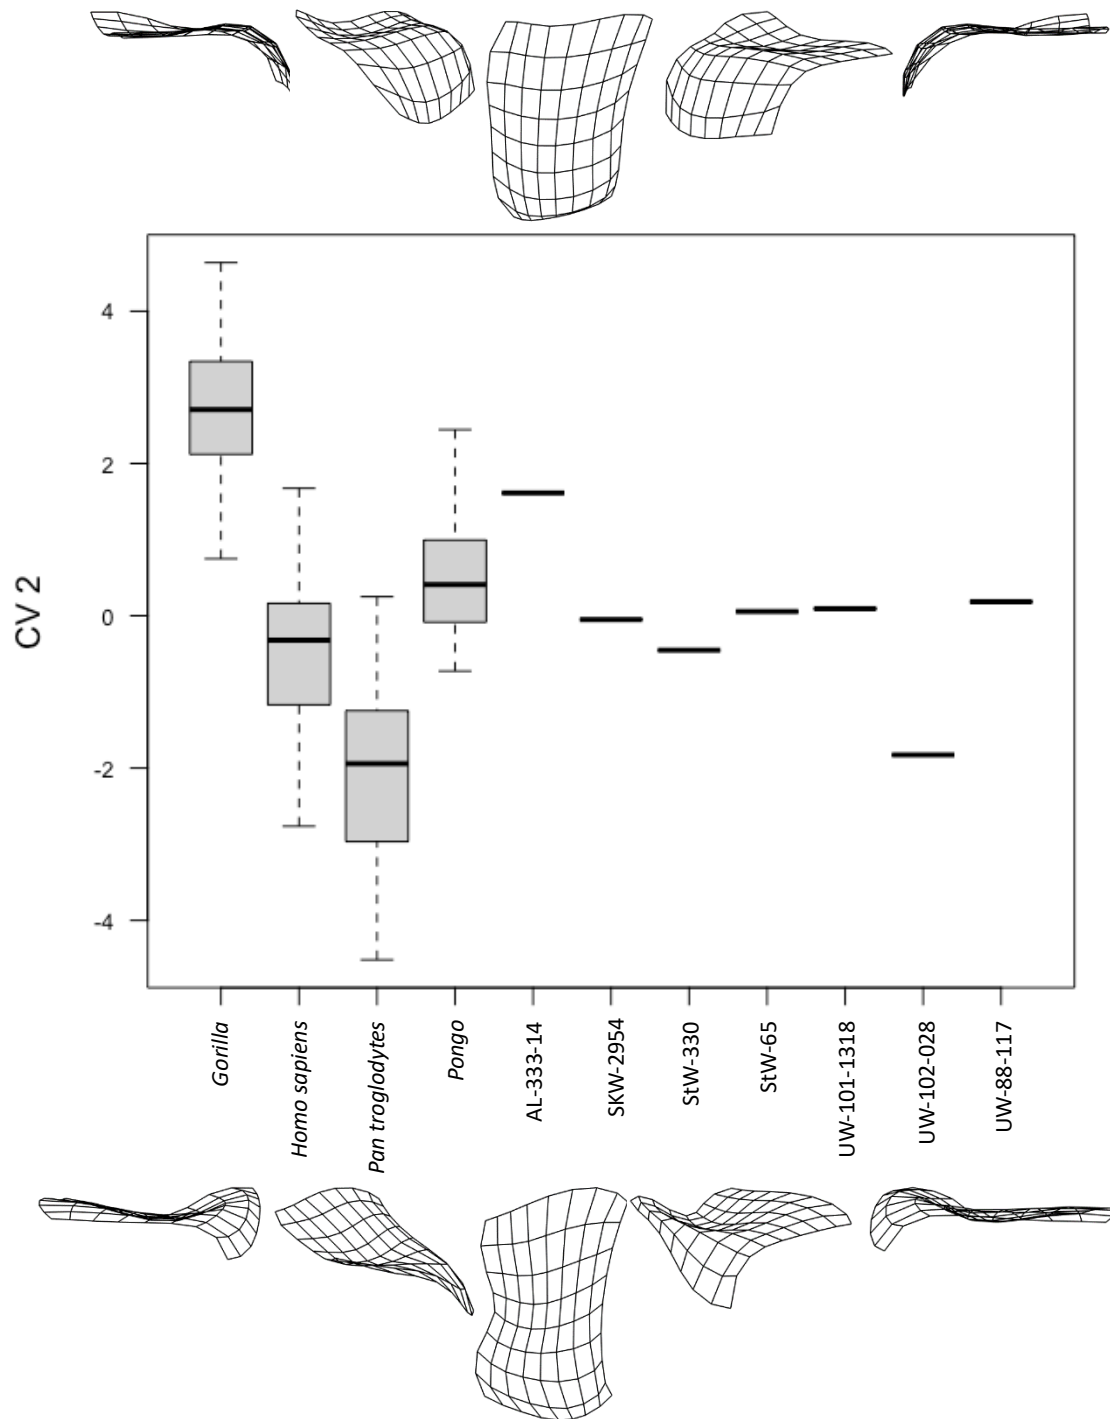 4
2
0
-2
-4
CV 2
Gorilla
Homo sapiens
Pan troglodytes
Pongo
AL-333-14
SKW-2954
StW-330
StW-65
UW-101-1318
UW-102-028
UW-88-117